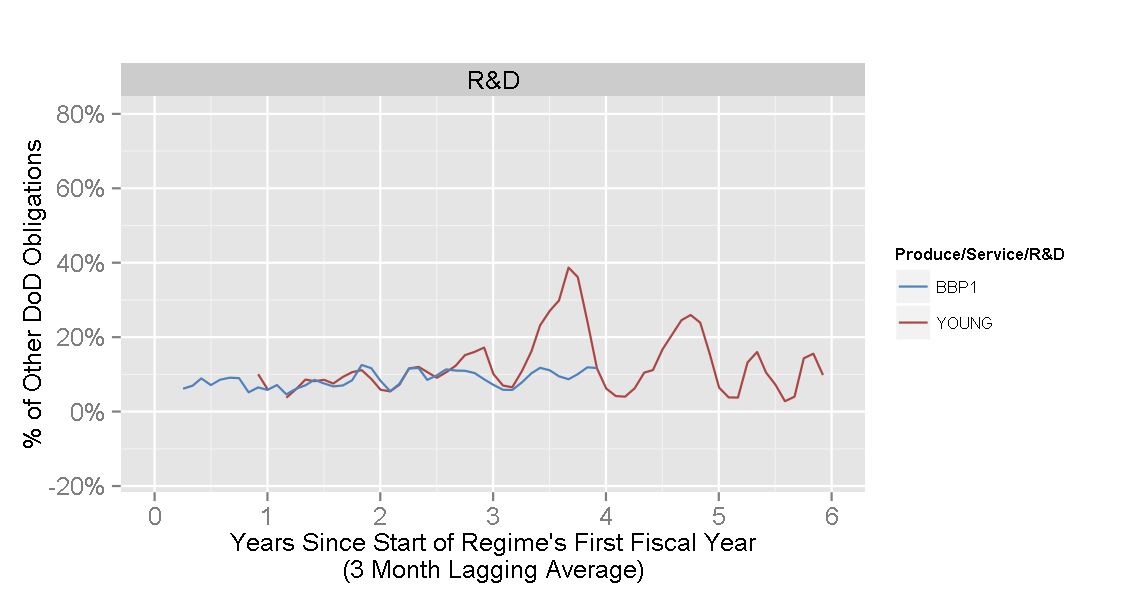 R&D
80%
60%
40%
20%
0%
-20%
% of Other DoD Obligations
0 1 2 3 4 5 6
Years Since Start of Regime's First Fiscal Year
(3 Month Lagging Average)
Produce/Service/R&D
BBP1
YOUNG